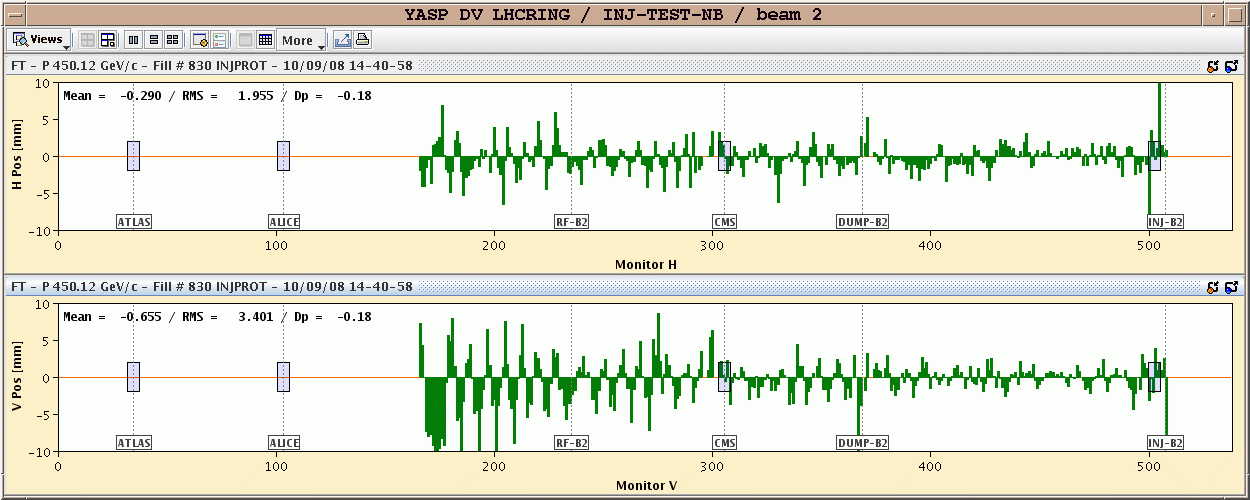 YASP DV LHCRING / INJ-TEST-NB / beam 2
Views More
FT - P 450.12 GeV/c - Fill # 830 INJPROT - 10/09/08 14-40-58
Mean = -0.290 / RMS = 1.955 / Dp = -0.18
H Pos [mm]
10
5
0
-5
-10
ATLAS ALICE RF-B2 CMS DUMP-B2 INJ-B2
0 100 200 300 400 500
Monitor H
FT - P 450.12 GeV/c - Fill # 830 INJPROT - 10/09/08 14-40-58
Mean = -0.655 / RMS = 3.401 / Dp = -0.18
V Pos [mm]
10
5
0
-5
-10
ATLAS ALICE RF-B2 CMS DUMP-B2 INJ-B2
0 100 200 300 400 500
Monitor V